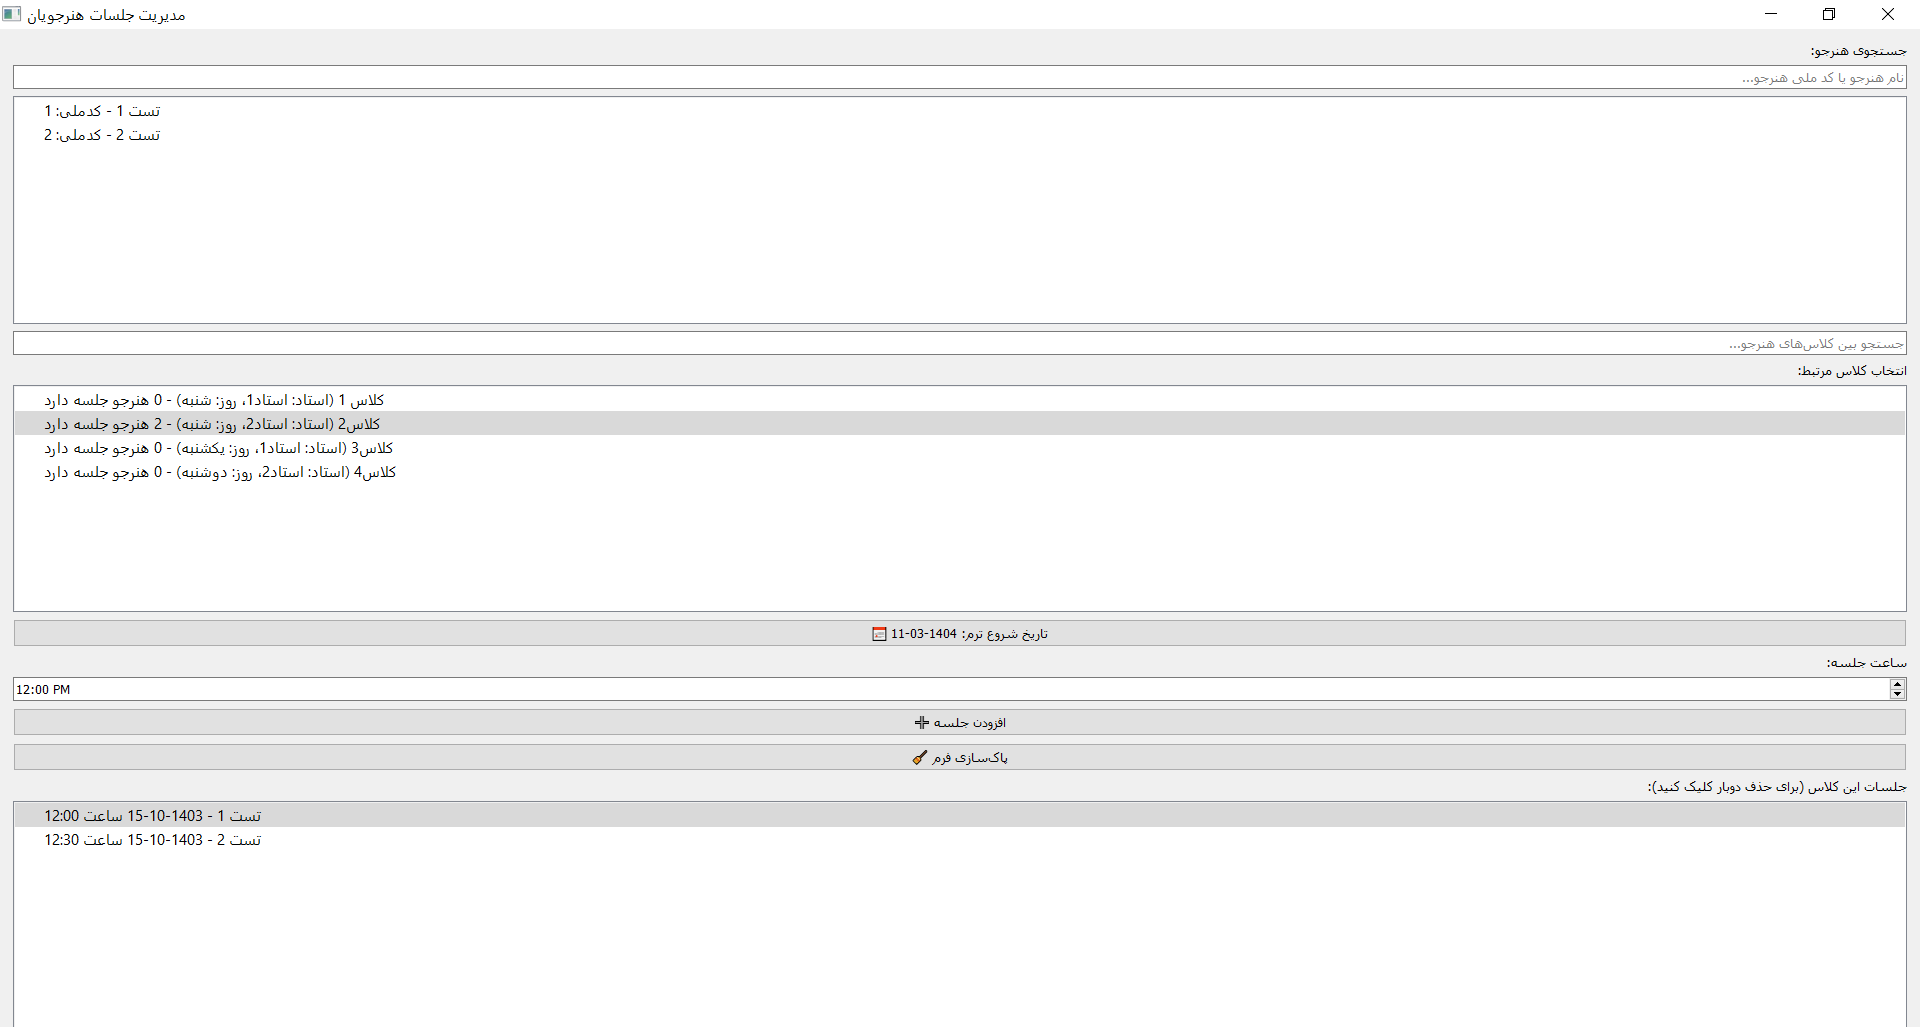 مدیریت جلسات هنرجویان
جستجوی هنرجو:
نام هنرجو یا کد ملی هنرجو...
تست 1 - کدملی: 1
تست 2 - کدملی: 2
جستجو بین کلاس‌های هنرجو...
انتخاب کلاس مرتبط:
کلاس 1 (استاد: استاد1، روز: شنبه) - 0 هنرجو جلسه دارد
کلاس2 (استاد: استاد2، روز: شنبه) - 2 هنرجو جلسه دارد
کلاس3 (استاد: استاد1، روز: یکشنبه) - 0 هنرجو جلسه دارد
کلاس4 (استاد: استاد2، روز: دوشنبه) - 0 هنرجو جلسه دارد
تاریخ شروع ترم: 1404-03-11
ساعت جلسه:
12:00 PM
افزودن جلسه
پاک‌سازی فرم
جلسات این کلاس (برای حذف دوبار کلیک کنید):
تست 1 - 1403-10-15 ساعت 12:00
تست 2 - 1403-10-15 ساعت 12:30